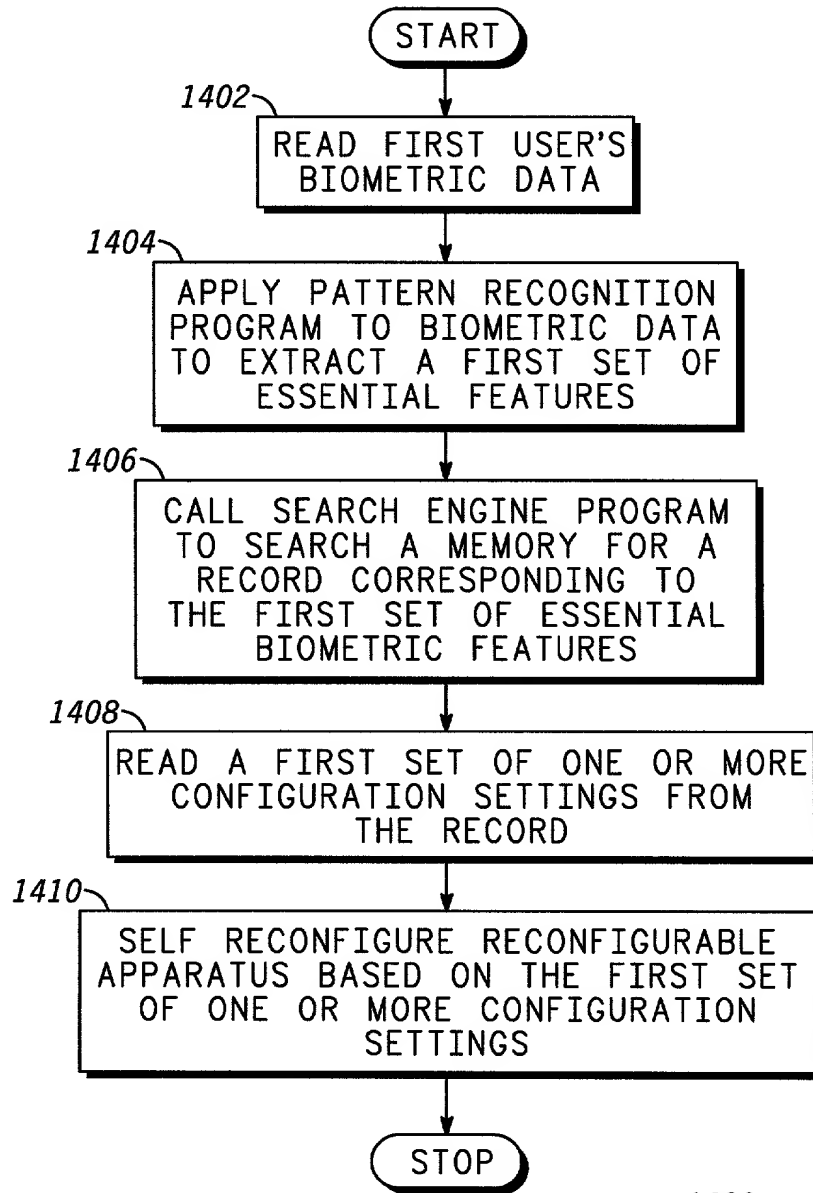 START
1402
READ FIRST USER'S
BIOMETRIC DATA
1404
APPLY PATTERN RECOGNITION
PROGRAM TO BIOMETRIC DATA
TO EXTRACT A FIRST SET OF
ESSENTIAL FEATURES
1406
CALL SEARCH ENGINE PROGRAM
TO SEARCH A MEMORY FOR A
RECORD CORRESPONDING TO
THE FIRST SET OF ESSENTIAL
BIOMETRIC FEATURES
1408
READ A FIRST SET OF ONE OR MORE
CONFIGURATION SETTINGS FROM
THE RECORD
1410
SELF RECONFIGURE RECONFIGURABLE
APPARATUS BASED ON THE FIRST SET
OF ONE OR MORE CONFIGURATION
SETTINGS
STOP